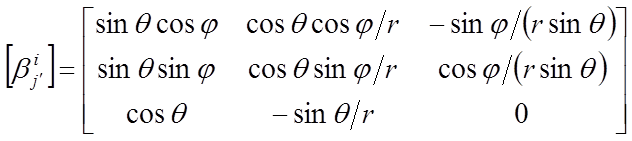 [β^i_{j'}] = [ sin θ cos φ   cos θ cos φ/r   − sin φ/(r sin θ)
sin θ sin φ   cos θ sin φ/r   cos φ/(r sin θ)
cos θ   − sin θ/r   0 ]